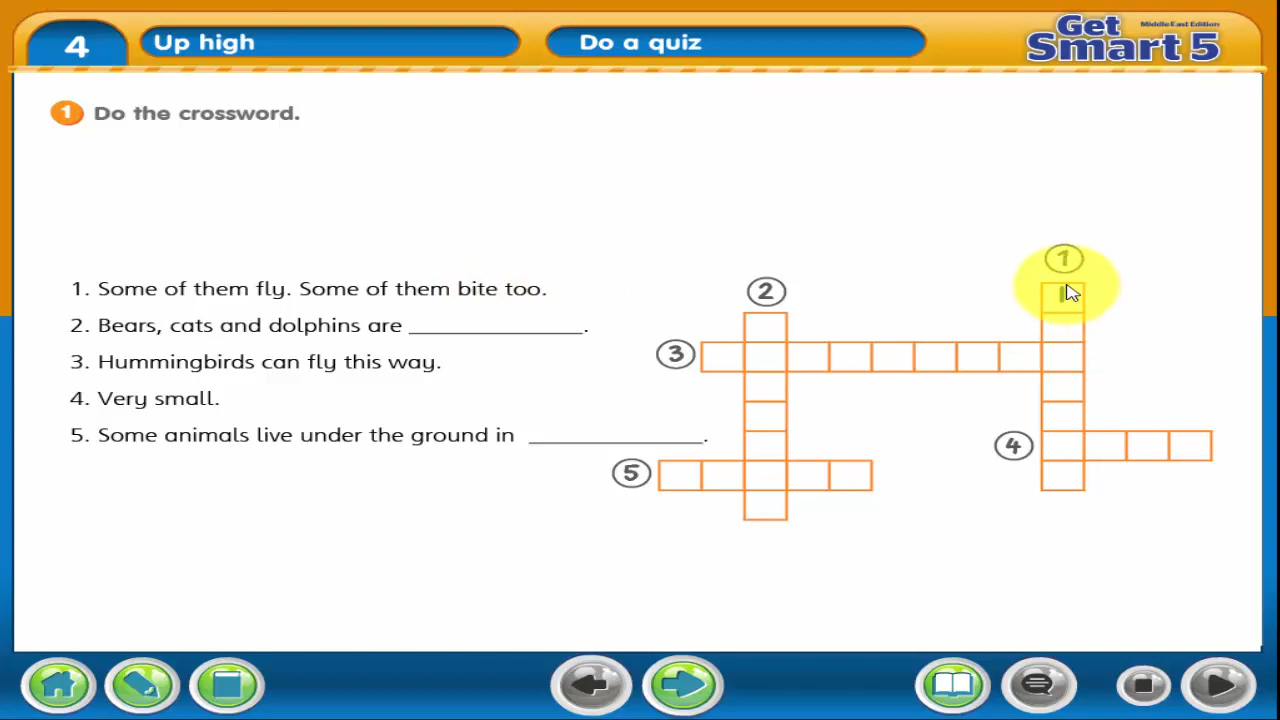 4
Up high
Do a quiz
Get
Middle East Edition
Smart 5
1 Do the crossword.
1. Some of them fly. Some of them bite too.
2. Bears, cats and dolphins are _____________.
3. Hummingbirds can fly this way.
4. Very small.
5. Some animals live under the ground in _____________.
1
2
3
4
5